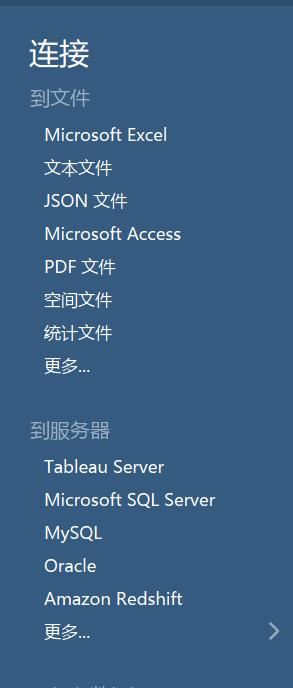 连接
到文件
Microsoft Excel
文本文件
JSON 文件
Microsoft Access
PDF 文件
空间文件
统计文件
更多...
到服务器
Tableau Server
Microsoft SQL Server
MySQL
Oracle
Amazon Redshift
更多...